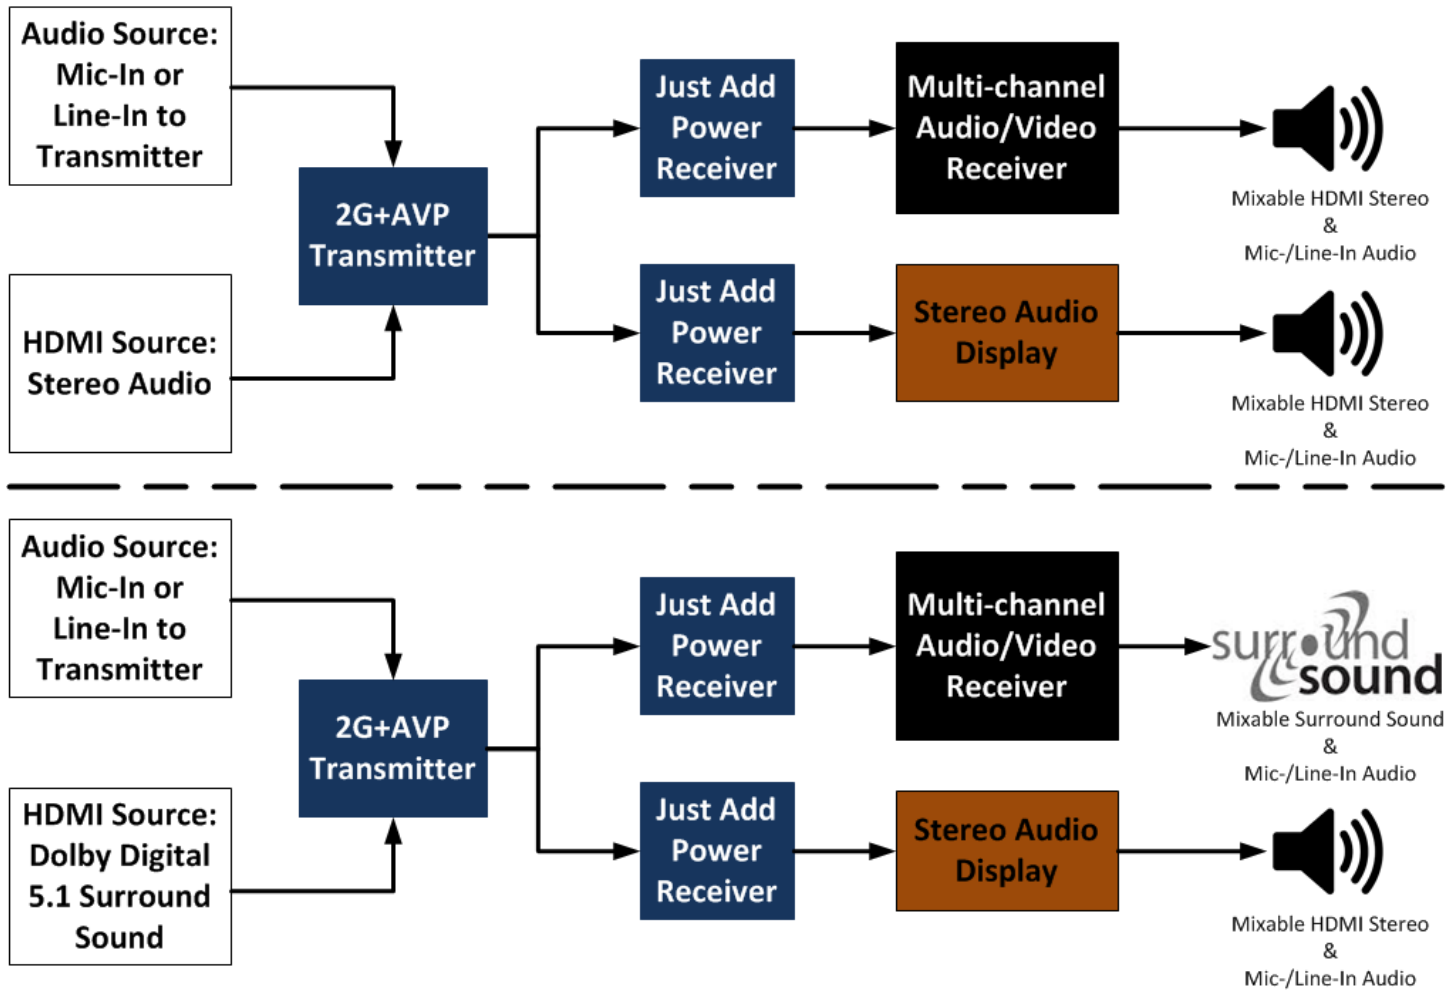 Audio Source:
Mic-In or
Line-In to
Transmitter
HDMI Source:
Stereo Audio
2G+AVP
Transmitter
Just Add
Power
Receiver
Multi-channel
Audio/Video
Receiver
Mixable HDMI Stereo
&
Mic-/Line-In Audio
Just Add
Power
Receiver
Stereo Audio
Display
Mixable HDMI Stereo
&
Mic-/Line-In Audio
Audio Source:
Mic-In or
Line-In to
Transmitter
HDMI Source:
Dolby Digital
5.1 Surround
Sound
2G+AVP
Transmitter
Just Add
Power
Receiver
Multi-channel
Audio/Video
Receiver
surround
sound
Mixable Surround Sound
&
Mic-/Line-In Audio
Just Add
Power
Receiver
Stereo Audio
Display
Mixable HDMI Stereo
&
Mic-/Line-In Audio